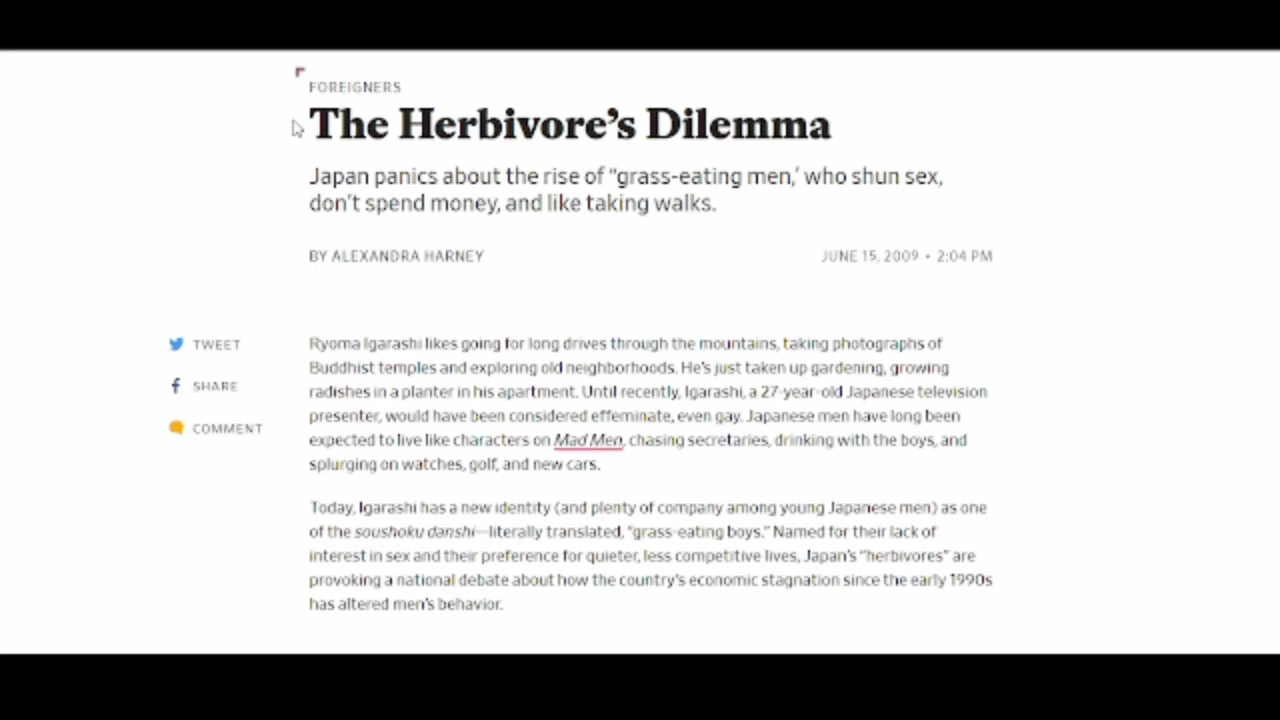 FOREIGNERS
The Herbivore’s Dilemma
Japan panics about the rise of “grass-eating men,’ who shun sex,
don’t spend money, and like taking walks.
BY ALEXANDRA HARNEY
JUNE 15, 2009 • 2:04 PM
TWEET
SHARE
COMMENT
Ryoma Igarashi likes going for long drives through the mountains, taking photographs of
Buddhist temples and exploring old neighborhoods. He’s just taken up gardening, growing
radishes in a planter in his apartment. Until recently, Igarashi, a 27-year-old Japanese television
presenter, would have been considered effeminate, even gay. Japanese men have long been
expected to live like characters on Mad Men, chasing secretaries, drinking with the boys, and
splurging on watches, golf, and new cars.
Today, Igarashi has a new identity (and plenty of company among young Japanese men) as one
of the soushoku danshi—literally translated, “grass-eating boys.” Named for their lack of
interest in sex and their preference for quieter, less competitive lives, Japan’s “herbivores” are
provoking a national debate about how the country’s economic stagnation since the early 1990s
has altered men’s behavior.